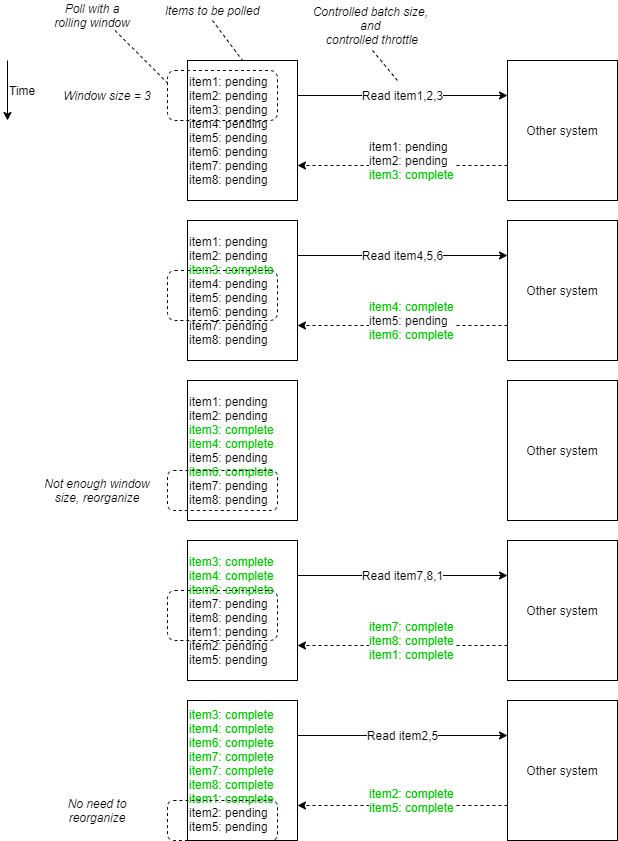 Poll with a
rolling window
Items to be polled
Controlled batch size,
and
controlled throttle
Time
Window size = 3
item1: pending
item2: pending
item3: pending
item4: pending
item5: pending
item6: pending
item7: pending
item8: pending
Read item1,2,3
item1: pending
item2: pending
item3: complete
Other system
item1: pending
item2: pending
item3: complete
item4: pending
item5: pending
item6: pending
item7: pending
item8: pending
Read item4,5,6
item4: complete
item5: pending
item6: complete
Other system
Not enough window
size, reorganize
item1: pending
item2: pending
item3: complete
item4: complete
item5: pending
item6: complete
item7: pending
item8: pending
Other system
item3: complete
item4: complete
item6: complete
item7: pending
item8: pending
item1: pending
item2: pending
item5: pending
Read item7,8,1
item7: complete
item8: complete
item1: complete
Other system
No need to
reorganize
item3: complete
item4: complete
item6: complete
item7: complete
item7: complete
item8: complete
item1: complete
item2: pending
item5: pending
Read item2,5
item2: complete
item5: complete
Other system